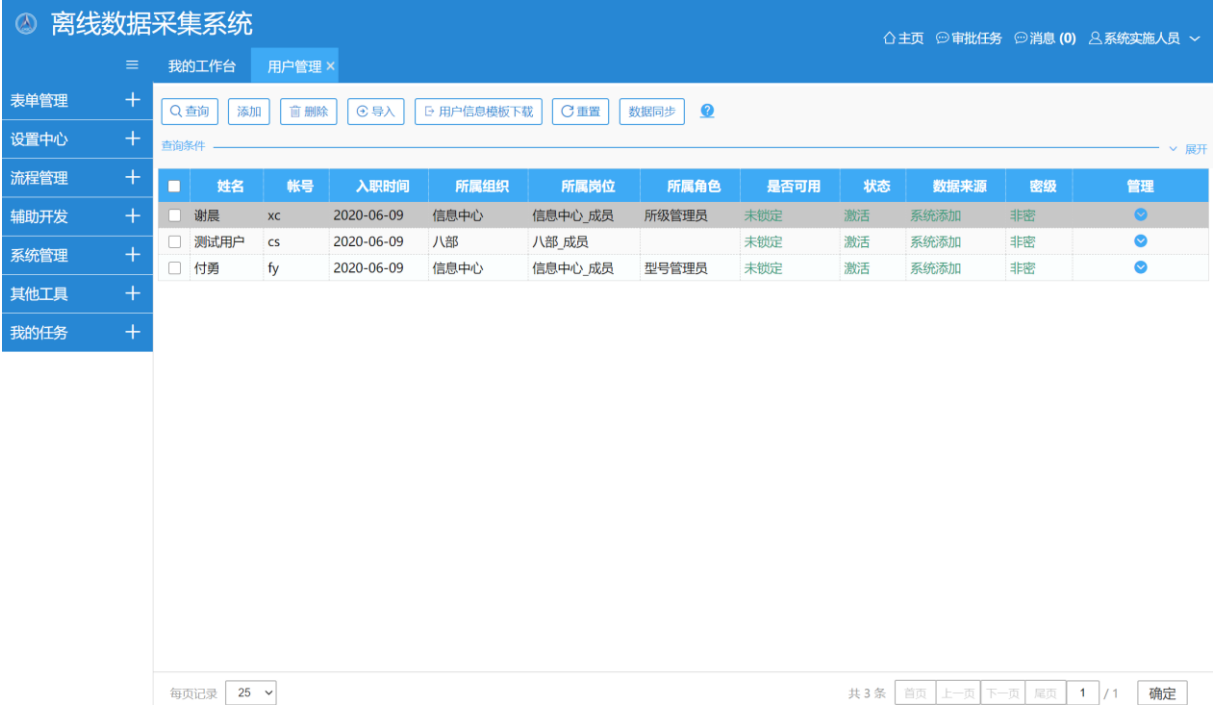 离线数据采集系统
主页 审批任务 消息 (0) 系统实施人员
我的工作台 用户管理 ×
表单管理
设置中心
流程管理
辅助开发
系统管理
其他工具
我的任务
查询 添加 删除 导入 用户信息模板下载 重置 数据同步
查询条件 展开
姓名 帐号 入职时间 所属组织 所属岗位 所属角色 是否可用 状态 数据来源 密级 管理
谢晨 xc 2020-06-09 信息中心 信息中心_成员 所级管理员 未锁定 激活 系统添加 非密
测试用户 cs 2020-06-09 八部 八部_成员 未锁定 激活 系统添加 非密
付勇 fy 2020-06-09 信息中心 信息中心_成员 型号管理员 未锁定 激活 系统添加 非密
每页记录 25 共 3 条 首页 上一页 下一页 尾页 1 / 1 确定